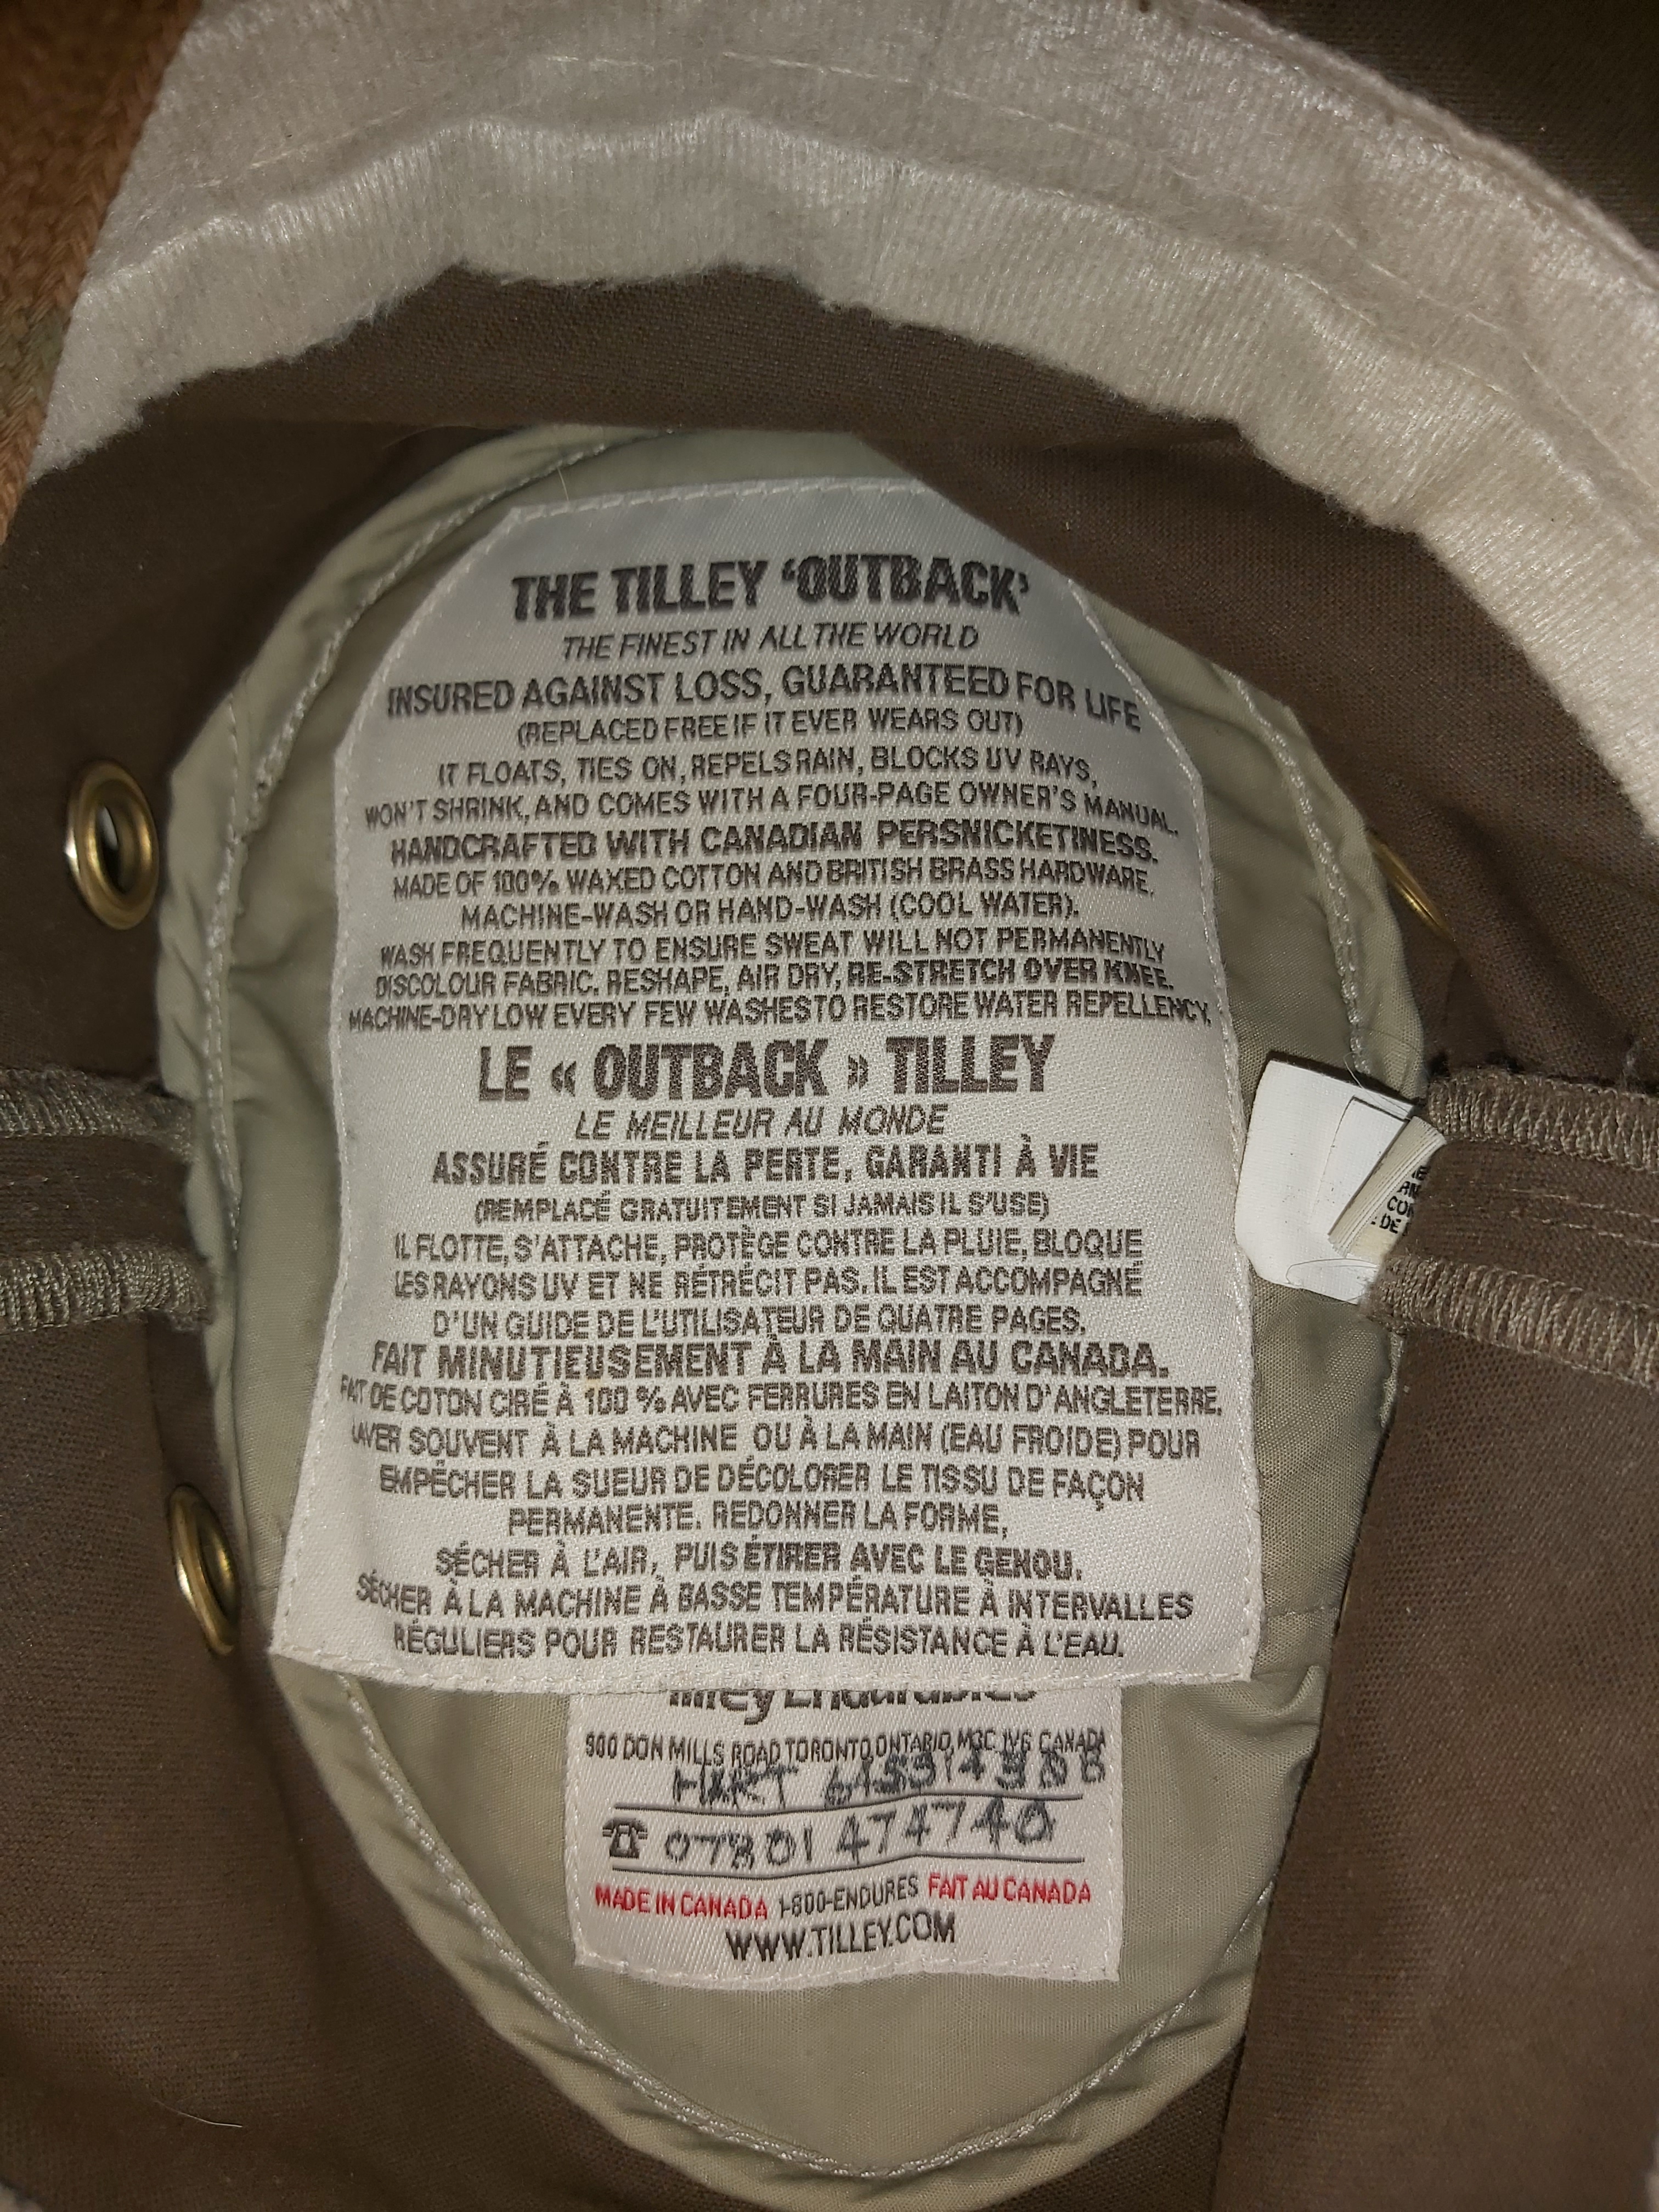 THE TILLEY ‘OUTBACK’
THE FINEST IN ALL THE WORLD
INSURED AGAINST LOSS, GUARANTEED FOR LIFE
(REPLACED FREE IF IT EVER WEARS OUT)
IT FLOATS, TIES ON, REPELS RAIN, BLOCKS UV RAYS,
WON'T SHRINK, AND COMES WITH A FOUR-PAGE OWNER'S MANUAL.
HANDCRAFTED WITH CANADIAN PERSNICKETINESS.
MADE OF 100% WAXED COTTON AND BRITISH BRASS HARDWARE.
MACHINE-WASH OR HAND-WASH (COOL WATER).
WASH FREQUENTLY TO ENSURE SWEAT WILL NOT PERMANENTLY
DISCOLOUR FABRIC. RESHAPE, AIR DRY, RE-STRETCH OVER KNEE.
MACHINE-DRY LOW EVERY FEW WASHES TO RESTORE WATER REPELLENCY.
LE « OUTBACK » TILLEY
LE MEILLEUR AU MONDE
ASSURÉ CONTRE LA PERTE, GARANTI À VIE
(REMPLACÉ GRATUITEMENT SI JAMAIS IL S'USE)
IL FLOTTE, S'ATTACHE, PROTÈGE CONTRE LA PLUIE, BLOQUE
LES RAYONS UV ET NE RÉTRÉCIT PAS. IL EST ACCOMPAGNÉ
D'UN GUIDE DE L'UTILISATEUR DE QUATRE PAGES.
FAIT MINUTIEUSEMENT À LA MAIN AU CANADA.
FAIT DE COTON CIRÉ À 100 % AVEC FERRURES EN LAITON D'ANGLETERRE.
LAVER SOUVENT À LA MACHINE OU À LA MAIN (EAU FROIDE) POUR
EMPÊCHER LA SUEUR DE DÉCOLORER LE TISSU DE FAÇON
PERMANENTE. REDONNER LA FORME,
SÉCHER À L'AIR, PUIS ÉTIRER AVEC LE GENOU.
SÉCHER À LA MACHINE À BASSE TEMPÉRATURE À INTERVALLES
RÉGULIERS POUR RESTAURER LA RÉSISTANCE À L'EAU.
Tilley Endurables
900 DON MILLS ROAD TORONTO ONTARIO M3C 1V6 CANADA
HART
07801 474740
MADE IN CANADA 1-800-ENDURES FAIT AU CANADA
WWW.TILLEY.COM